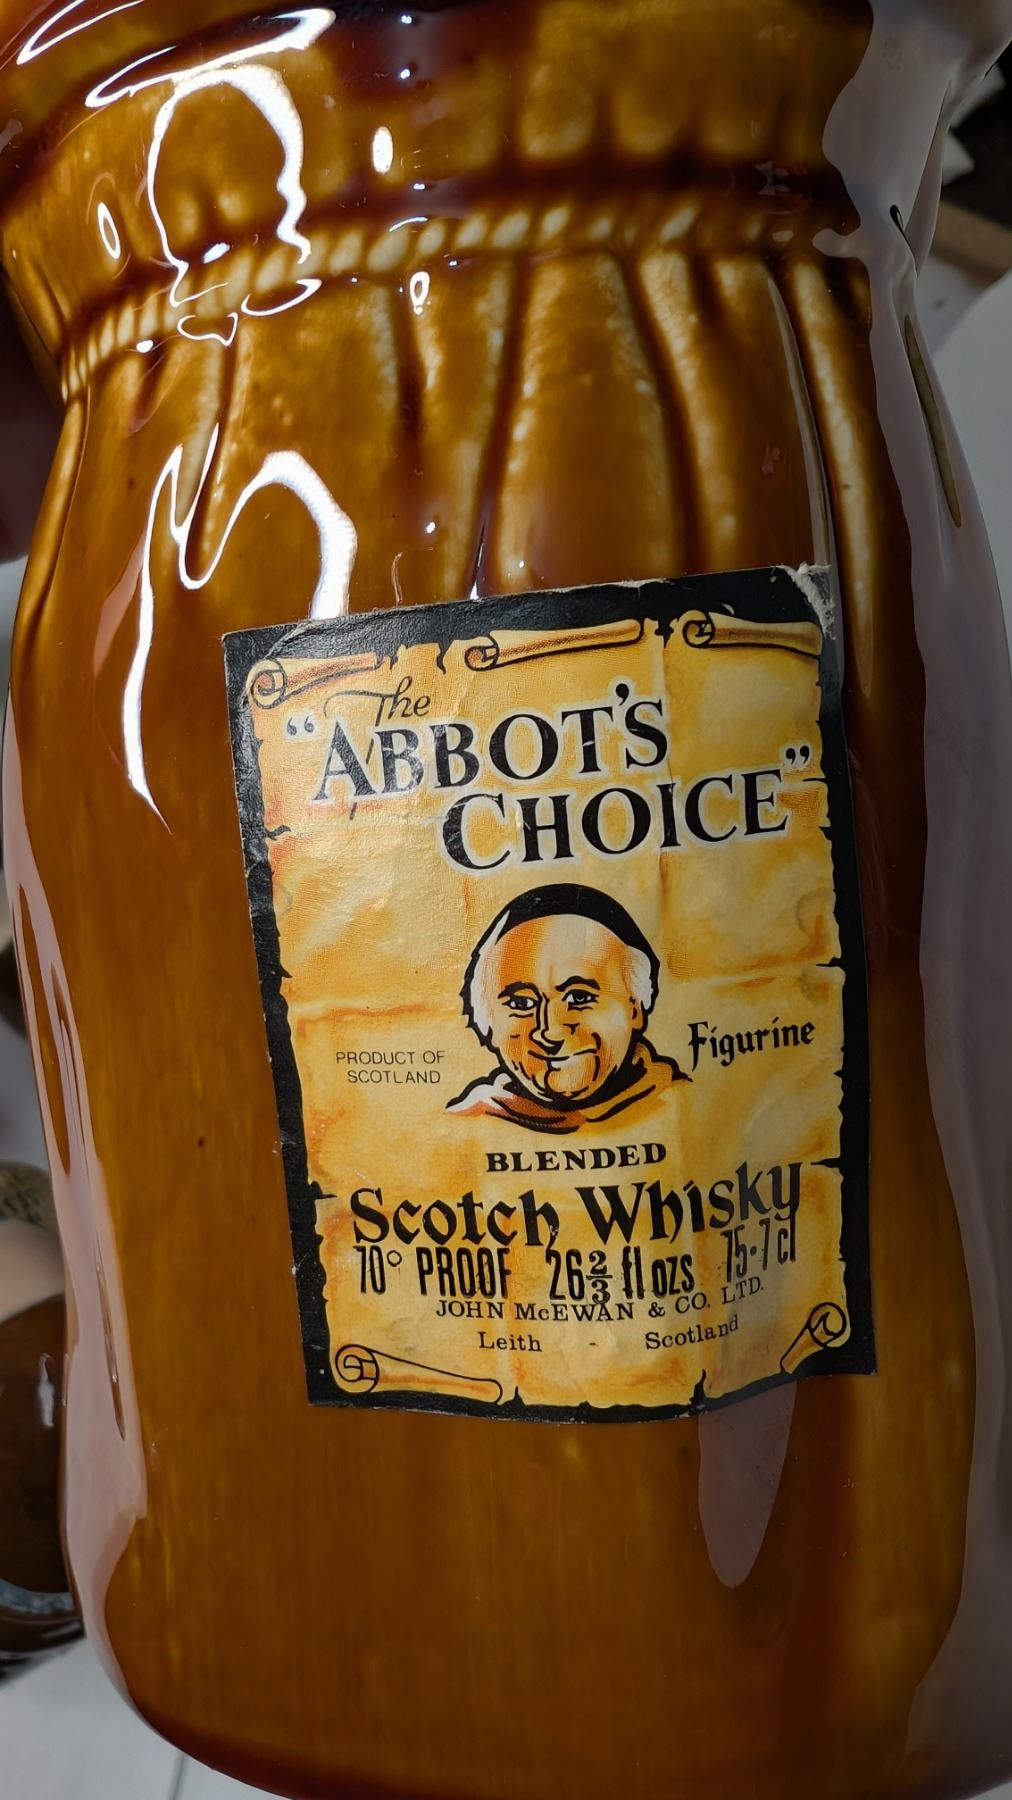 The
"ABBOT'S
CHOICE"
PRODUCT OF
SCOTLAND
Figurine
BLENDED
Scotch Whisky
70° PROOF 26⅔ fl ozs 75·7 cl
JOHN McEWAN & CO. LTD.
Leith - Scotland